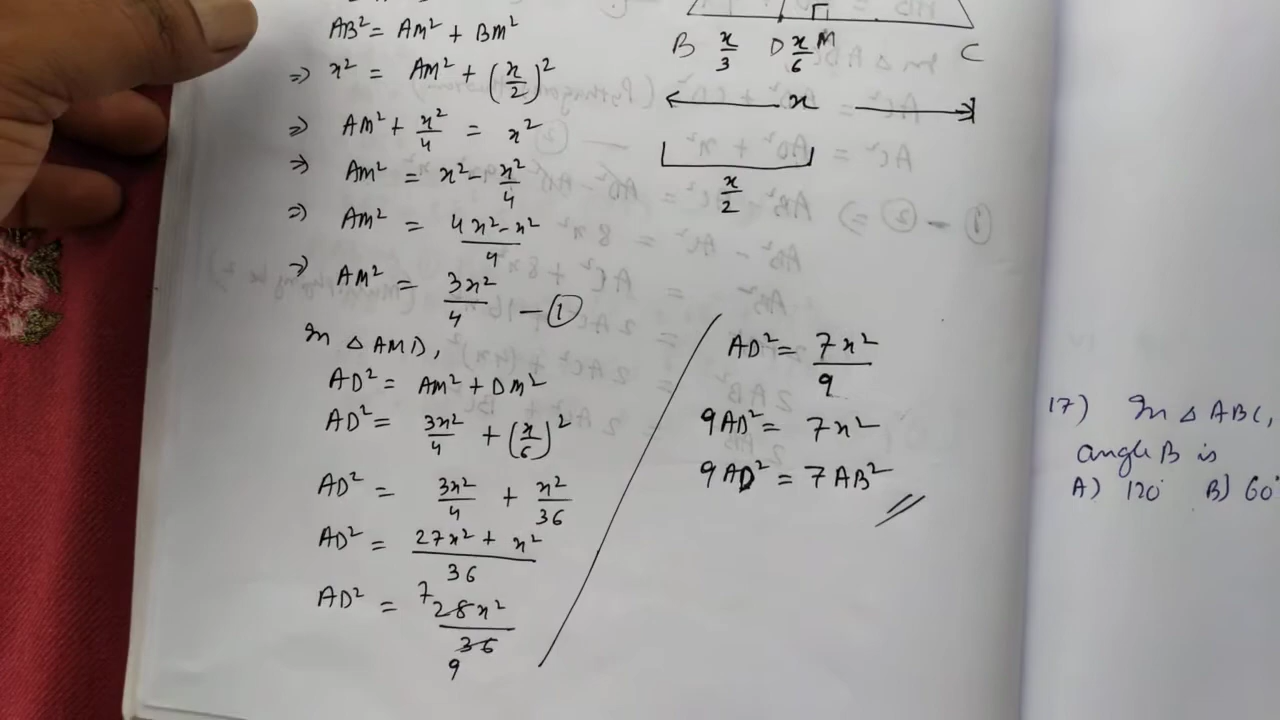 AB² = AM² + BM²
=> x² = AM² + (x/2)²
=> AM² + x²/4 = x²
=> AM² = x² - x²/4
=> AM² = 4x² - x²/4
=> AM² = 3x²/4 — ①
In △ AMD,
AD² = AM² + DM²
AD² = 3x²/4 + (x/6)²
AD² = 3x²/4 + x²/36
AD² = 27x² + x²/36
AD² = 7 28x²/36 9
B x/3 D x/6 M C
x
x/2
AD² = 7x²/9
9AD² = 7x²
9AD² = 7AB²
17) In △ ABC,
angle B is
A) 120° B) 60°